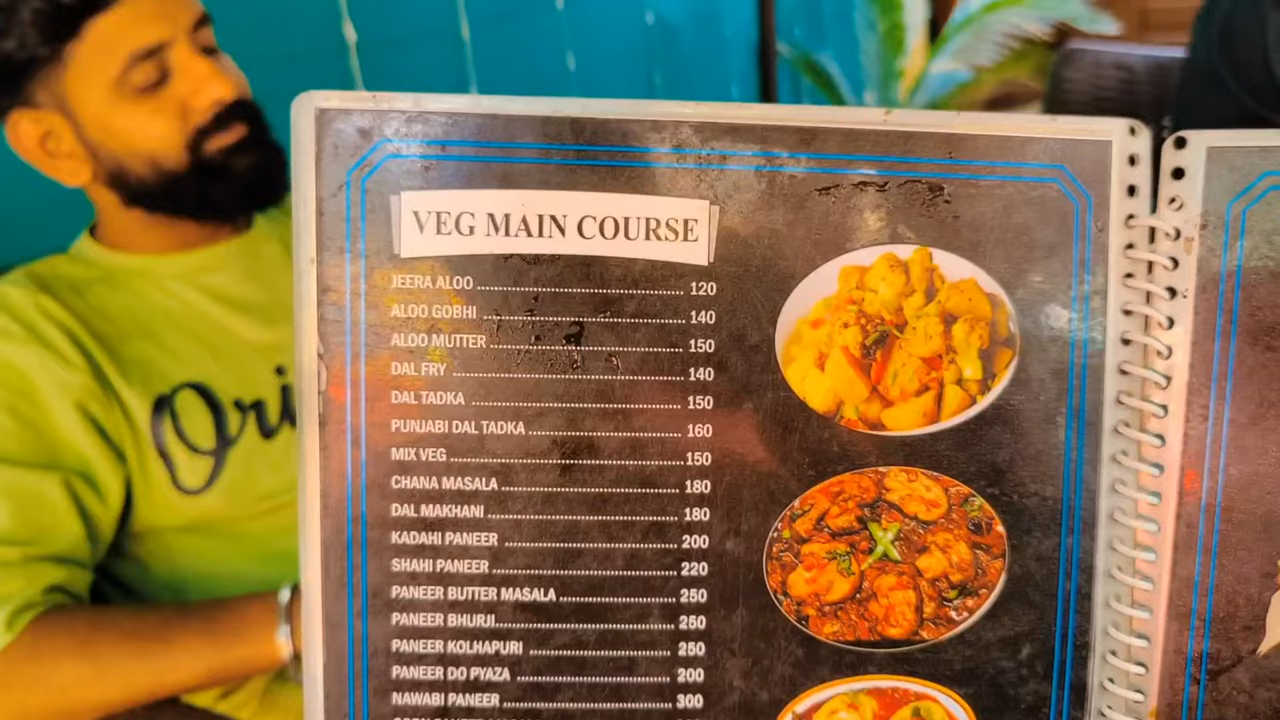 VEG MAIN COURSE
JEERA ALOO ........................ 120
ALOO GOBHI ........................ 140
ALOO MUTTER ........................ 150
DAL FRY ........................ 140
DAL TADKA ........................ 150
PUNJABI DAL TADKA ........................ 160
MIX VEG ........................ 150
CHANA MASALA ........................ 180
DAL MAKHANI ........................ 180
KADAHI PANEER ........................ 200
SHAHI PANEER ........................ 220
PANEER BUTTER MASALA ........................ 250
PANEER BHURJI ........................ 250
PANEER KOLHAPURI ........................ 250
PANEER DO PYAZA ........................ 200
NAWABI PANEER ........................ 300
Ori